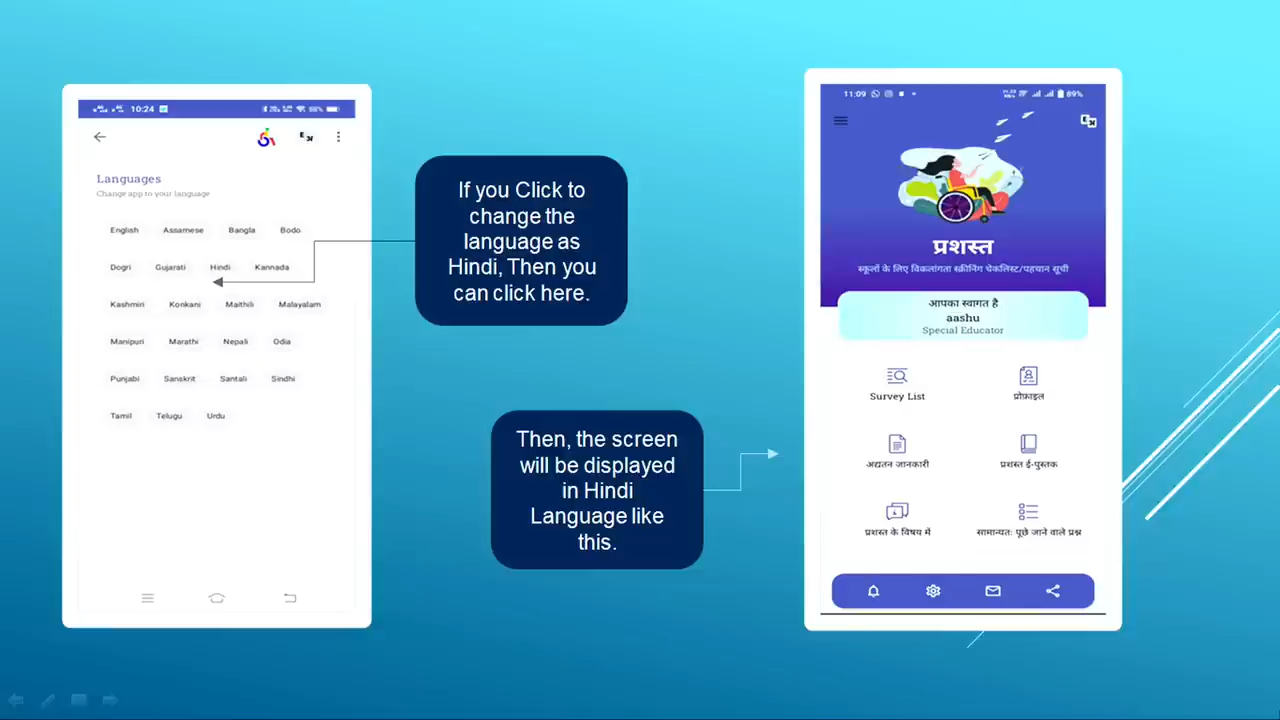 10:24
Languages
Change app to your language
English Assamese Bangla Bodo
Dogri Gujarati Hindi Kannada
Kashmiri Konkani Maithili Malayalam
Manipuri Marathi Nepali Odia
Punjabi Sanskrit Santali Sindhi
Tamil Telugu Urdu
If you Click to
change the
language as
Hindi, Then you
can click here.
Then, the screen
will be displayed
in Hindi
Language like
this.
11:09 89%
प्रशस्त
स्कूलों के लिए विकलांगता स्क्रीनिंग चेकलिस्ट/पहचान सूची
आपका स्वागत है
aashu
Special Educator
Survey List प्रोफ़ाइल
अद्यतन जानकारी प्रशस्त ई-पुस्तक
प्रशस्त के विषय में सामान्यतः पूछे जाने वाले प्रश्न